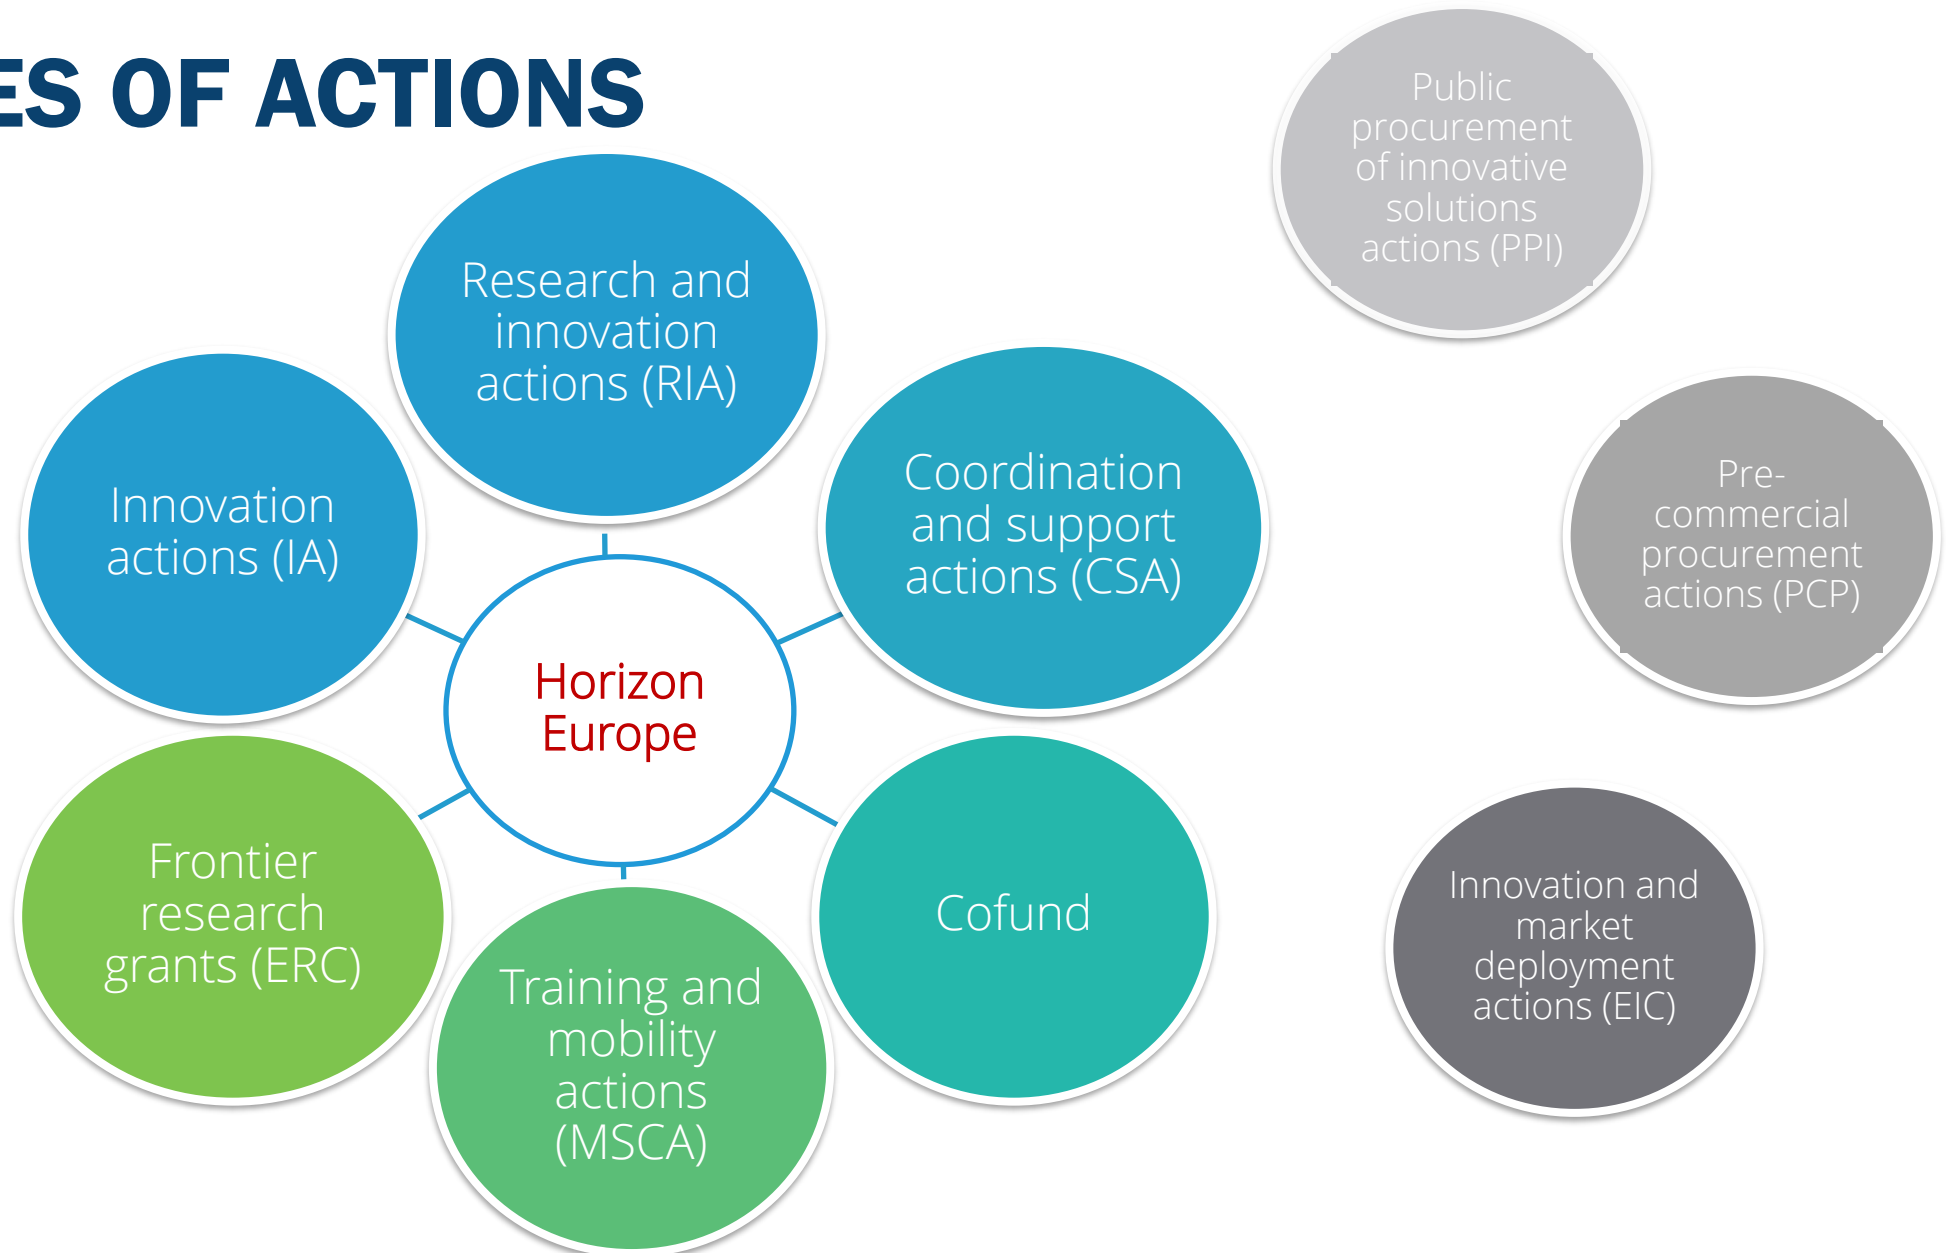 ES OF ACTIONS
Public
procurement
of innovative
solutions
actions (PPI)
Research and
innovation
actions (RIA)
Coordination
and support
actions (CSA)
Innovation
actions (IA)
Pre-
commercial
procurement
actions (PCP)
Horizon
Europe
Frontier
research
grants (ERC)
Cofund
Innovation and
market
deployment
actions (EIC)
Training and
mobility
actions
(MSCA)